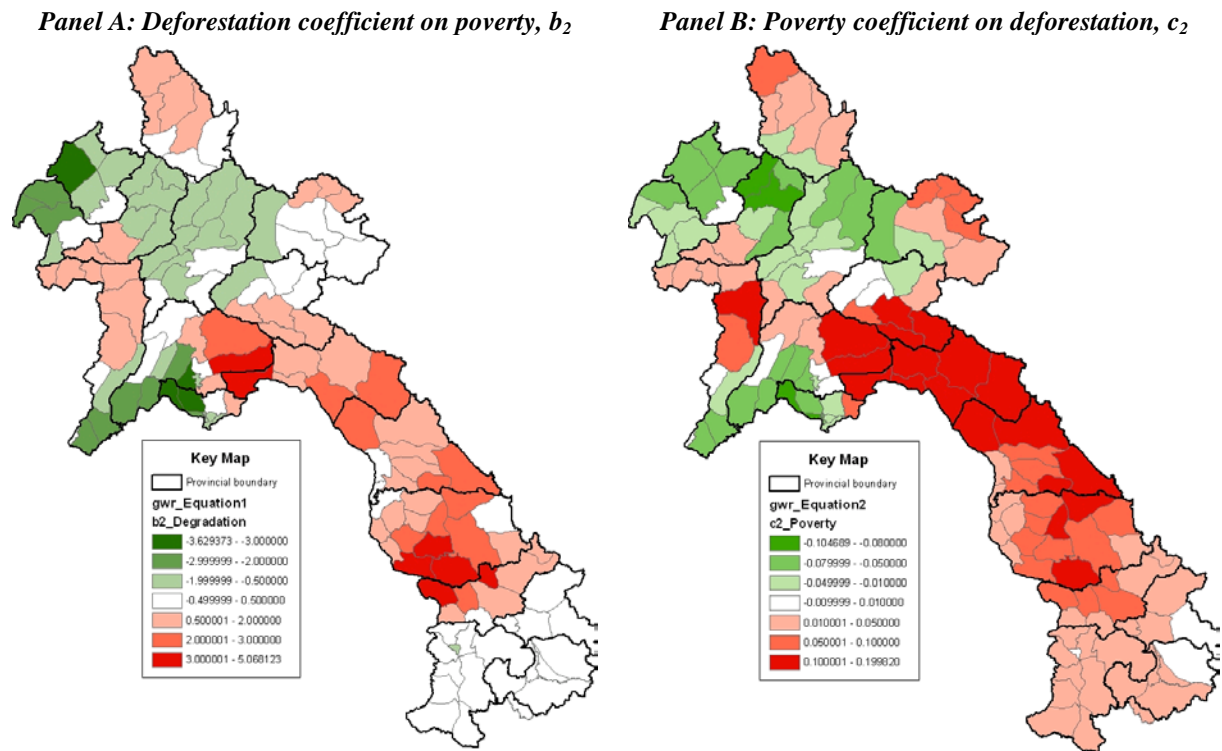 Panel A: Deforestation coefficient on poverty, b2
Panel B: Poverty coefficient on deforestation, c2
Key Map
Provincial boundary
gwr_Equation1
b2_Degradation
-3.629373 - -3.000000
-2.999999 - -2.000000
-1.999999 - -0.500000
-0.499999 - 0.500000
0.500001 - 2.000000
2.000001 - 3.000000
3.000001 - 5.068123
Key Map
Provincial boundary
gwr_Equation2
c2_Poverty
-0.104689 - -0.080000
-0.079999 - -0.050000
-0.049999 - -0.010000
-0.009999 - 0.010000
0.010001 - 0.050000
0.050001 - 0.100000
0.100001 - 0.199820